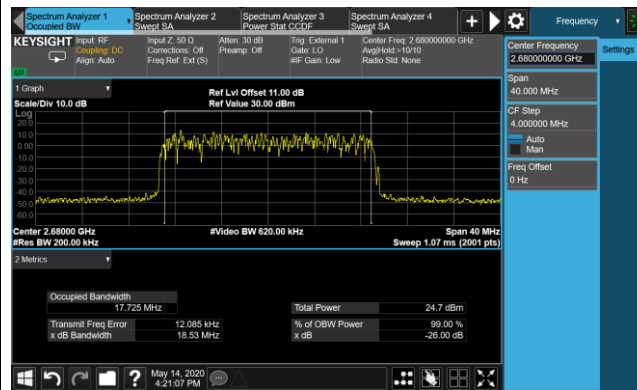 Spectrum Analyzer 1
Occupied BW
Spectrum Analyzer 2
Swept SA
Spectrum Analyzer 3
Power Stat CCDF
Spectrum Analyzer 4
Swept SA
Frequency
KEYSIGHT
Input: RF
Coupling: DC
Align: Auto
Input Z: 50 Ω
Corrections: Off
Freq Ref: Ext (S)
Atten: 30 dB
Preamp: Off
Trig: External 1
Gate: LO
#IF Gain: Low
Center Freq: 2.680000000 GHz
Avg|Hold:>10/10
Radio Std: None
Center Frequency
2.680000000 GHz
Settings
Span
40.000 MHz
CF Step
4.000000 MHz
Auto
Man
Freq Offset
0 Hz
1 Graph
Scale/Div 10.0 dB
Ref Lvl Offset 11.00 dB
Ref Value 30.00 dBm
Log
20.0
10.0
0.00
-10.0
-20.0
-30.0
-40.0
-50.0
-60.0
Center 2.68000 GHz
#Res BW 200.00 kHz
#Video BW 620.00 kHz
Span 40 MHz
Sweep 1.07 ms (2001 pts)
2 Metrics
Occupied Bandwidth
17.725 MHz
Total Power
24.7 dBm
Transmit Freq Error
12.085 kHz
% of OBW Power
99.00 %
x dB Bandwidth
18.53 MHz
x dB
-26.00 dB
May 14, 2020
4:21:07 PM